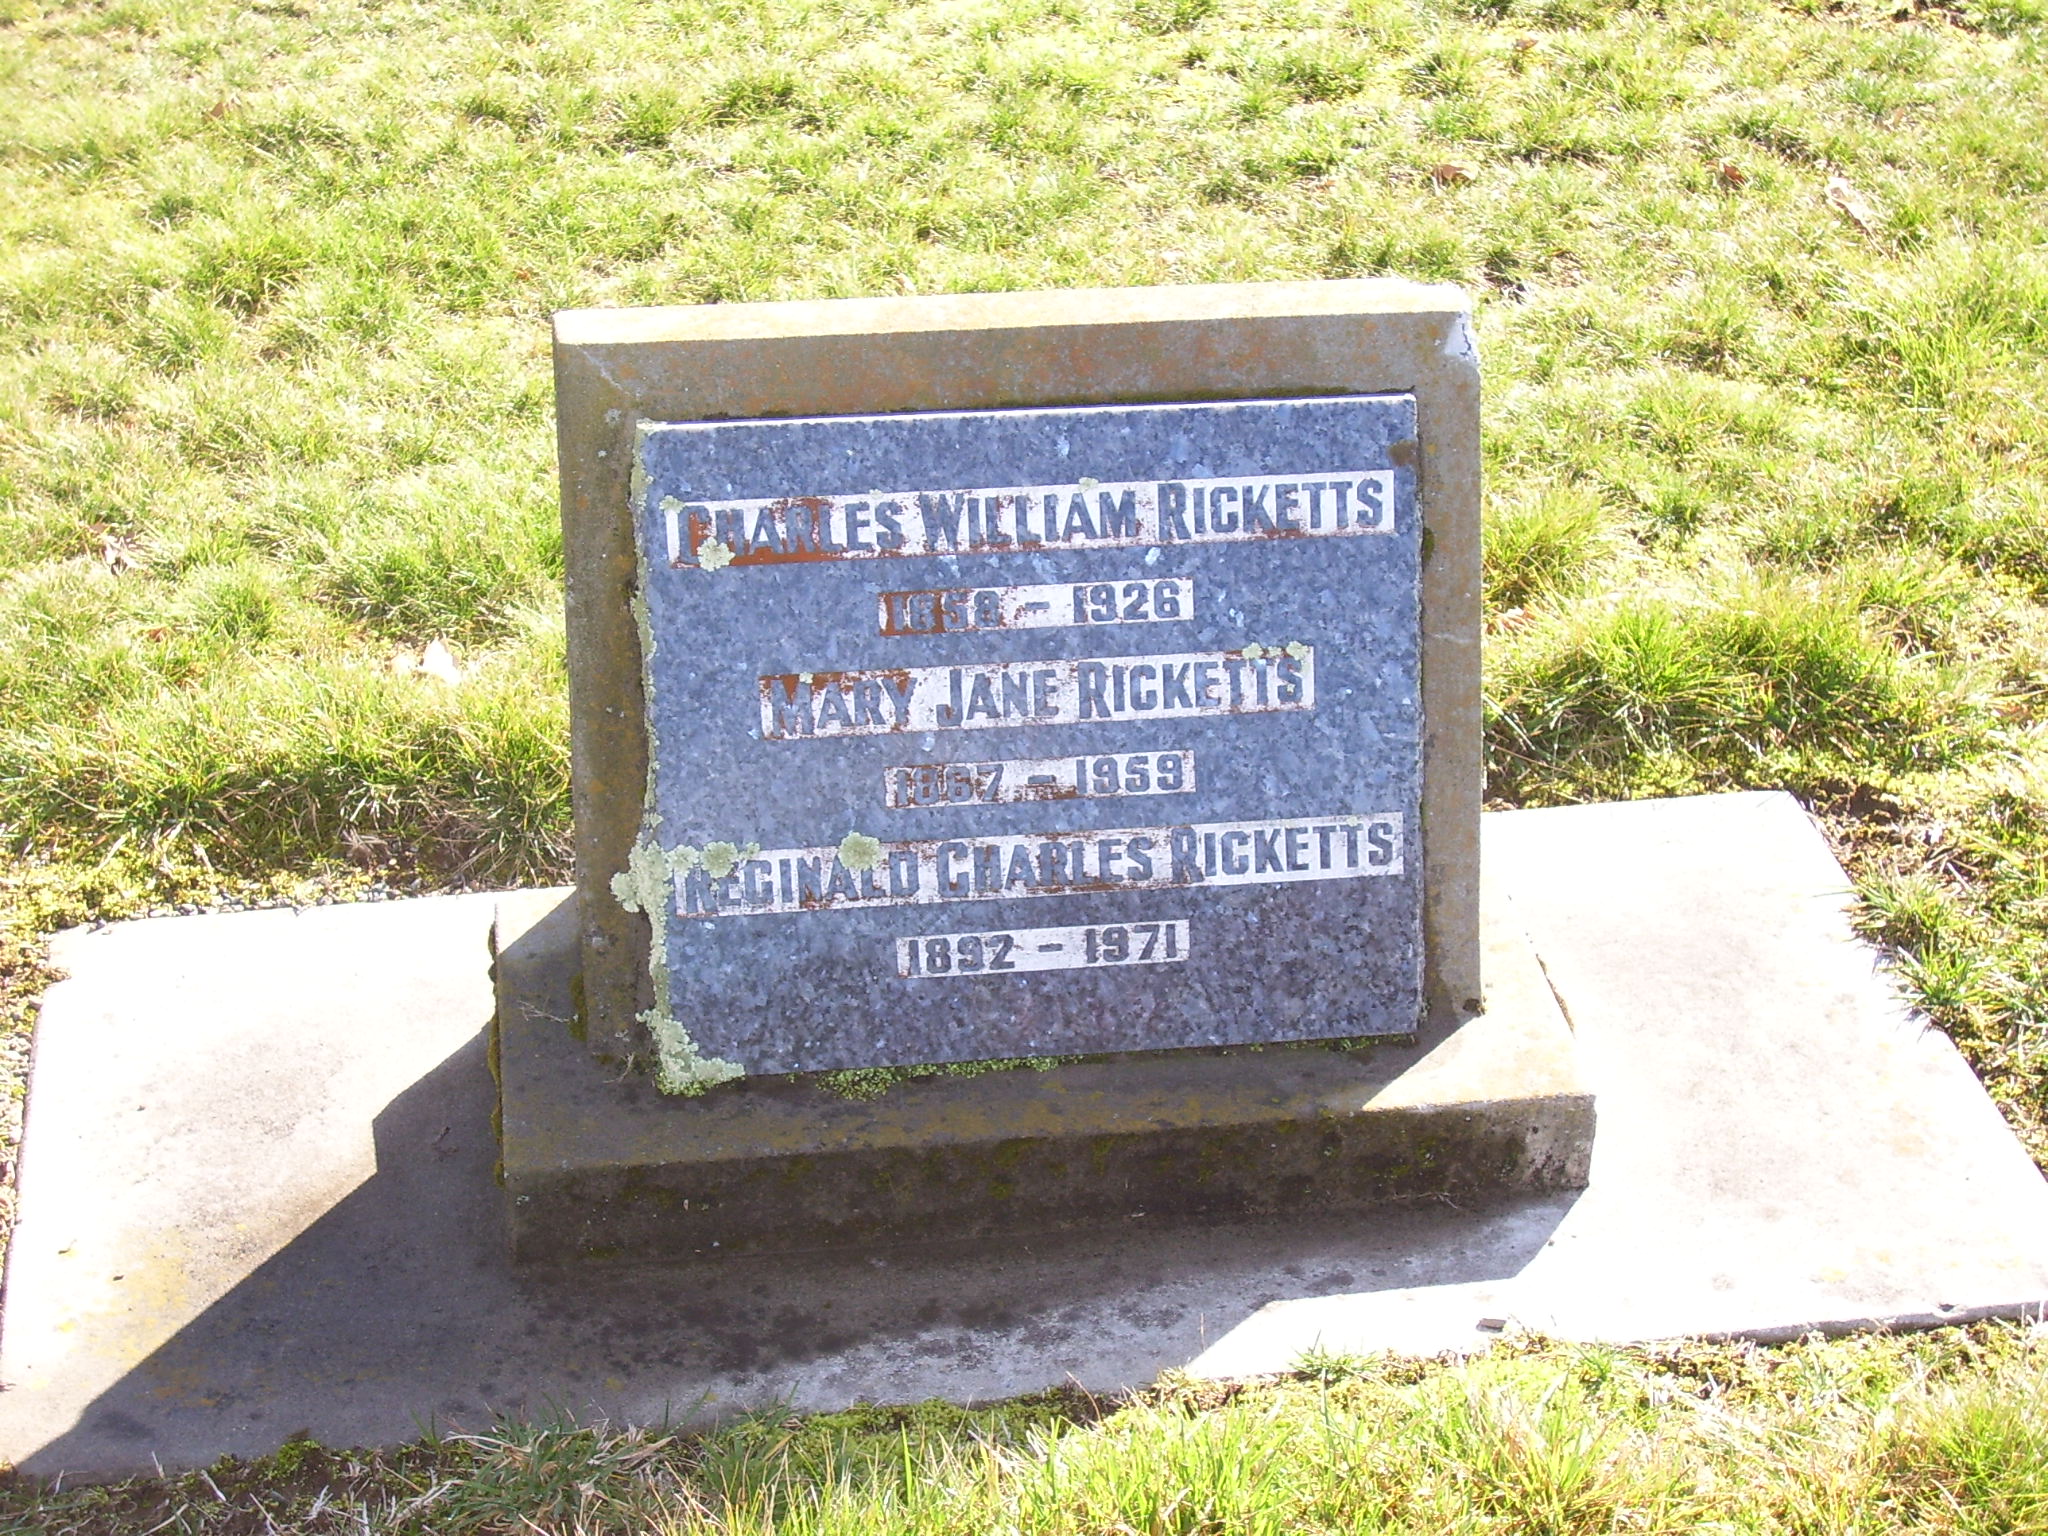 CHARLES WILLIAM RICKETTS
1858 - 1926
MARY JANE RICKETTS
1867 - 1959
REGINALD CHARLES RICKETTS
1892 - 1971